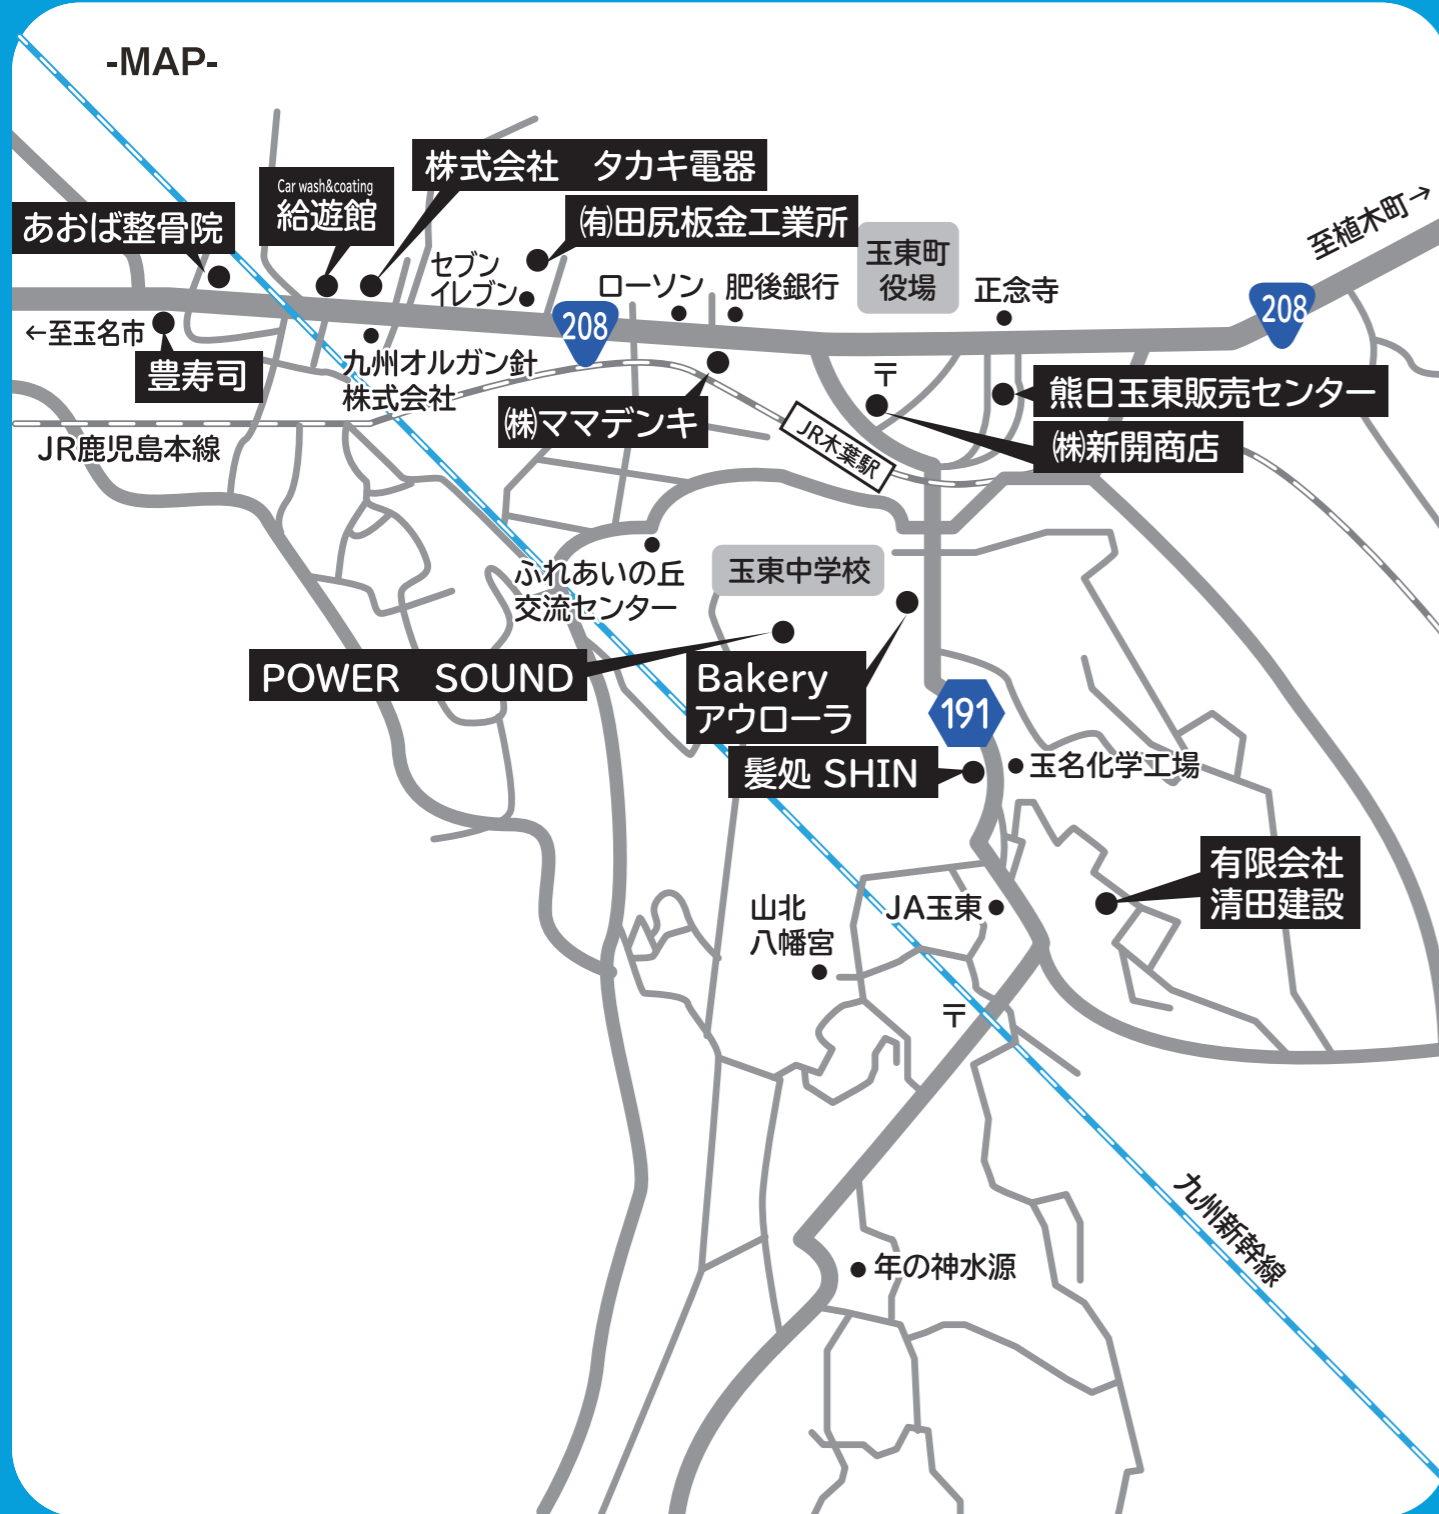 -MAP-
株式会社　タカキ電器
Car wash&coating
給遊館
あおば整骨院
㈲田尻板金工業所
至植木町→
玉東町
役場
セブン
イレブン
ローソン
肥後銀行
正念寺
208
208
←至玉名市
豊寿司
九州オルガン針
株式会社
〒
熊日玉東販売センター
㈱ママデンキ
JR木葉駅
㈱新開商店
JR鹿児島本線
ふれあいの丘
交流センター
玉東中学校
POWER　SOUND
Bakery
アウローラ
191
髪処 SHIN
玉名化学工場
有限会社
清田建設
山北
八幡宮
JA玉東
〒
九州新幹線
年の神水源